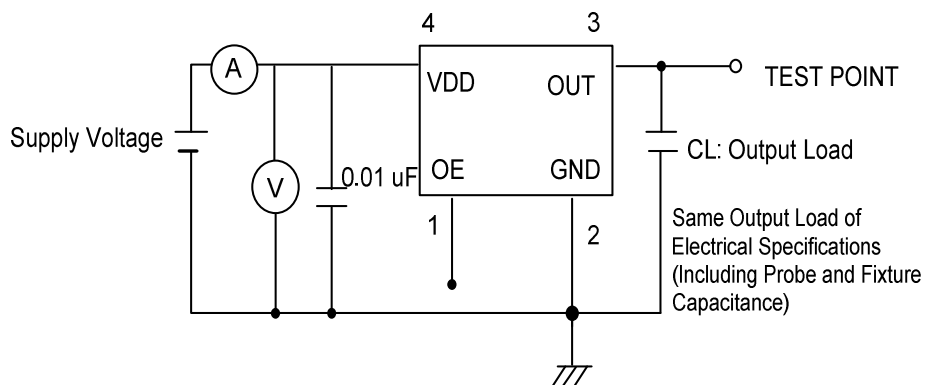 4
3
A
VDD
OUT
TEST POINT
Supply Voltage
CL: Output Load
V
0.01 uF
OE
GND
1
2
Same Output Load of
Electrical Specifications
(Including Probe and Fixture
Capacitance)